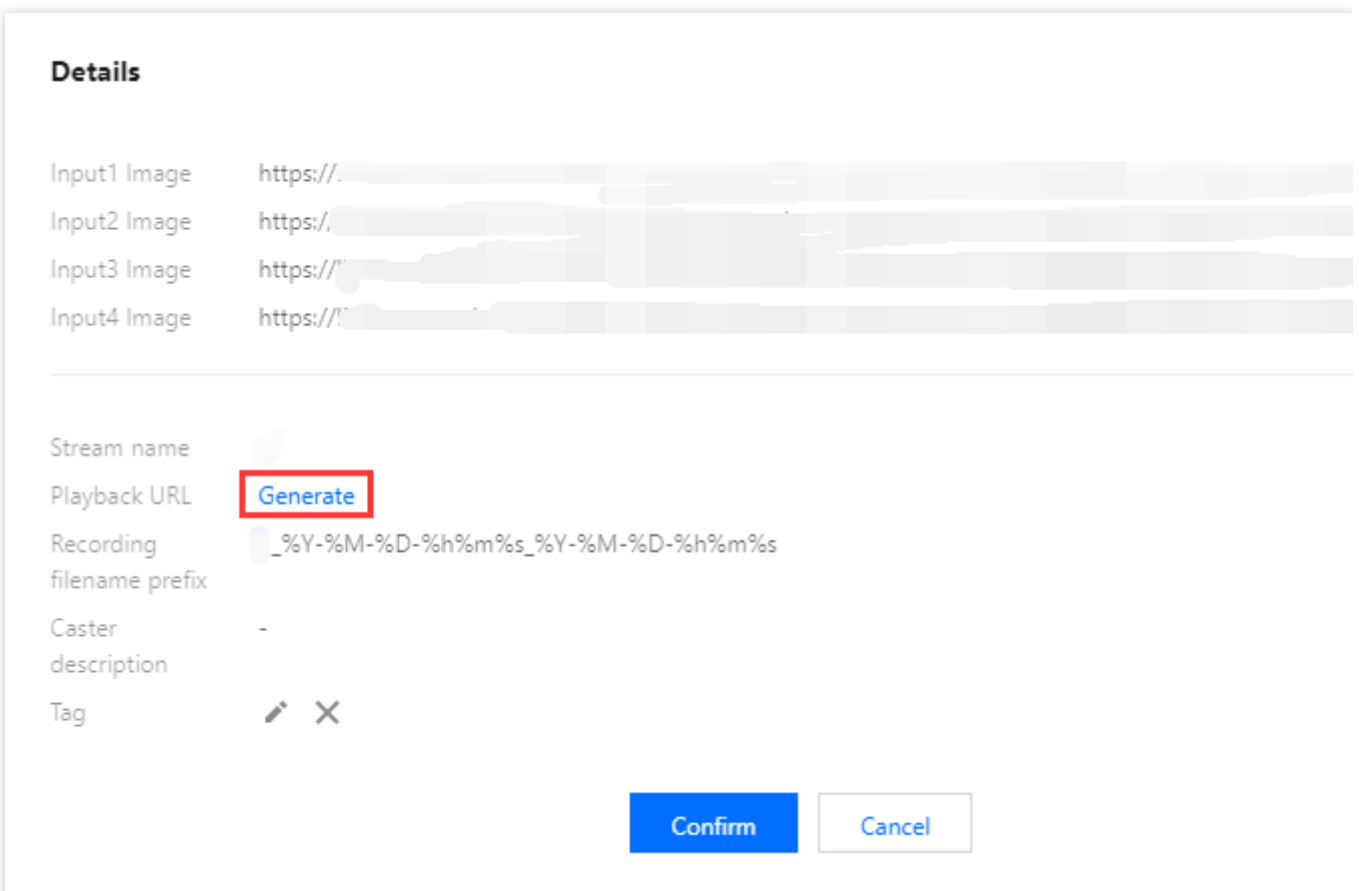 Details
Input1 Image https://
Input2 Image https:/
Input3 Image https://
Input4 Image https://
Stream name
Playback URL Generate
Recording _%Y-%M-%D-%h%m%s_%Y-%M-%D-%h%m%s
filename prefix
Caster -
description
Tag
Confirm Cancel